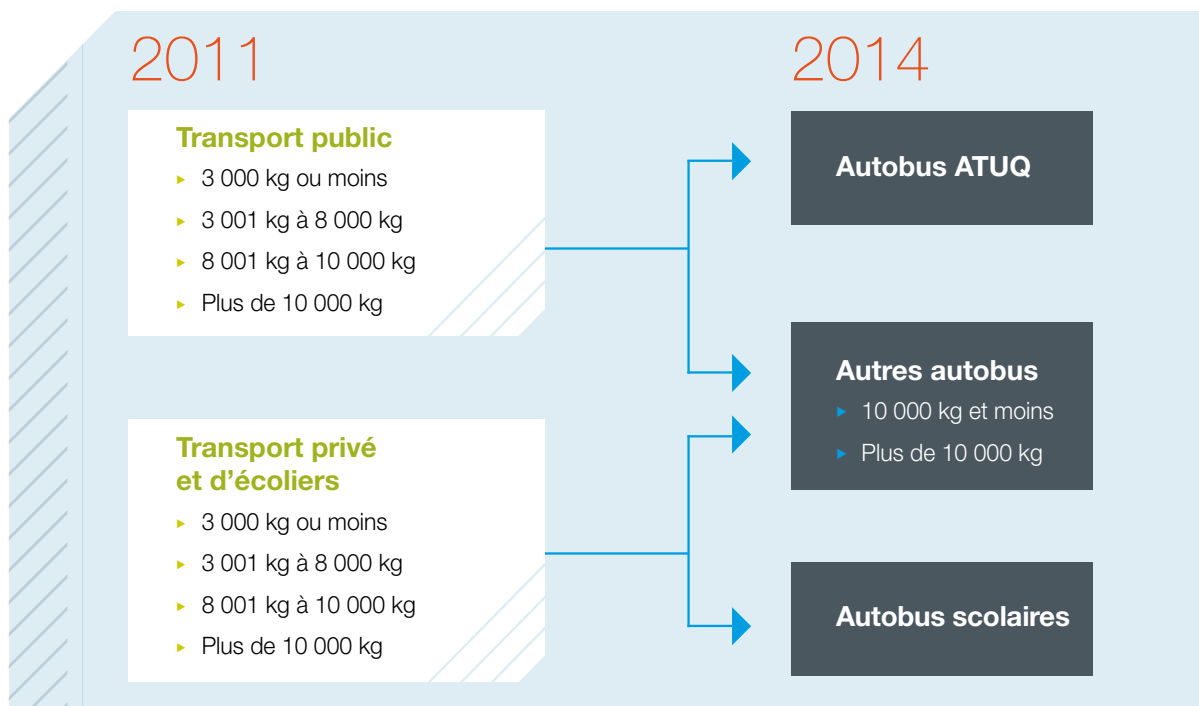 2011
Transport public
▸ 3 000 kg ou moins
▸ 3 001 kg à 8 000 kg
▸ 8 001 kg à 10 000 kg
▸ Plus de 10 000 kg
Transport privé
et d’écoliers
▸ 3 000 kg ou moins
▸ 3 001 kg à 8 000 kg
▸ 8 001 kg à 10 000 kg
▸ Plus de 10 000 kg
2014
Autobus ATUQ
Autres autobus
▸ 10 000 kg et moins
▸ Plus de 10 000 kg
Autobus scolaires